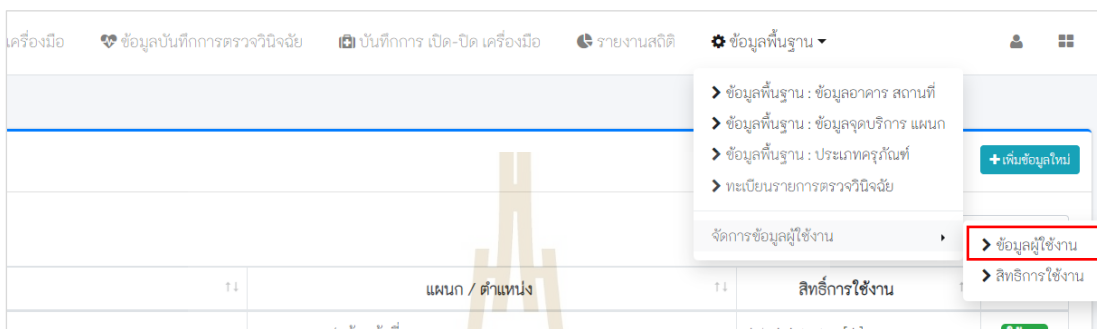 เครื่องมือ ข้อมูลบันทึกการตรวจวินิจฉัย บันทึกการ เปิด-ปิด เครื่องมือ รายงานสถิติ ข้อมูลพื้นฐาน
ข้อมูลพื้นฐาน : ข้อมูลอาคาร สถานที่
ข้อมูลพื้นฐาน : ข้อมูลจุดบริการ แผนก
ข้อมูลพื้นฐาน : ประเภทครุภัณฑ์
ทะเบียนรายการตรวจวินิจฉัย
เพิ่มข้อมูลใหม่
จัดการข้อมูลผู้ใช้งาน
ข้อมูลผู้ใช้งาน
สิทธิการใช้งาน
แผนก / ตำแหน่ง สิทธิ์การใช้งาน